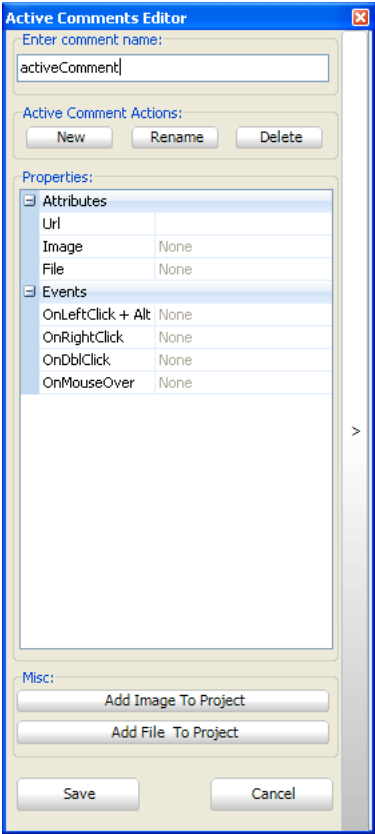 Active Comments Editor
Enter comment name:
activeComment
Active Comment Actions:
New Rename Delete
Properties:
Attributes
Url
Image None
File None
Events
OnLeftClick + Alt None
OnRightClick None
OnDblClick None
OnMouseOver None
>
Misc:
Add Image To Project
Add File To Project
Save Cancel